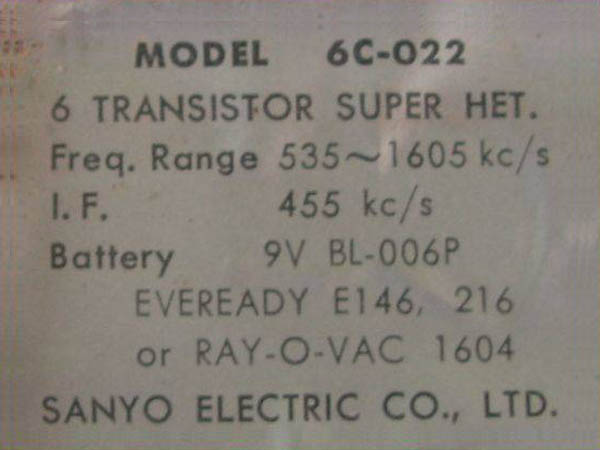 MODEL 6C-022
6 TRANSISTOR SUPER HET.
Freq. Range 535~1605 kc/s
I. F. 455 kc/s
Battery 9V BL-006P
EVEREADY E146, 216
or RAY-O-VAC 1604
SANYO ELECTRIC CO., LTD.